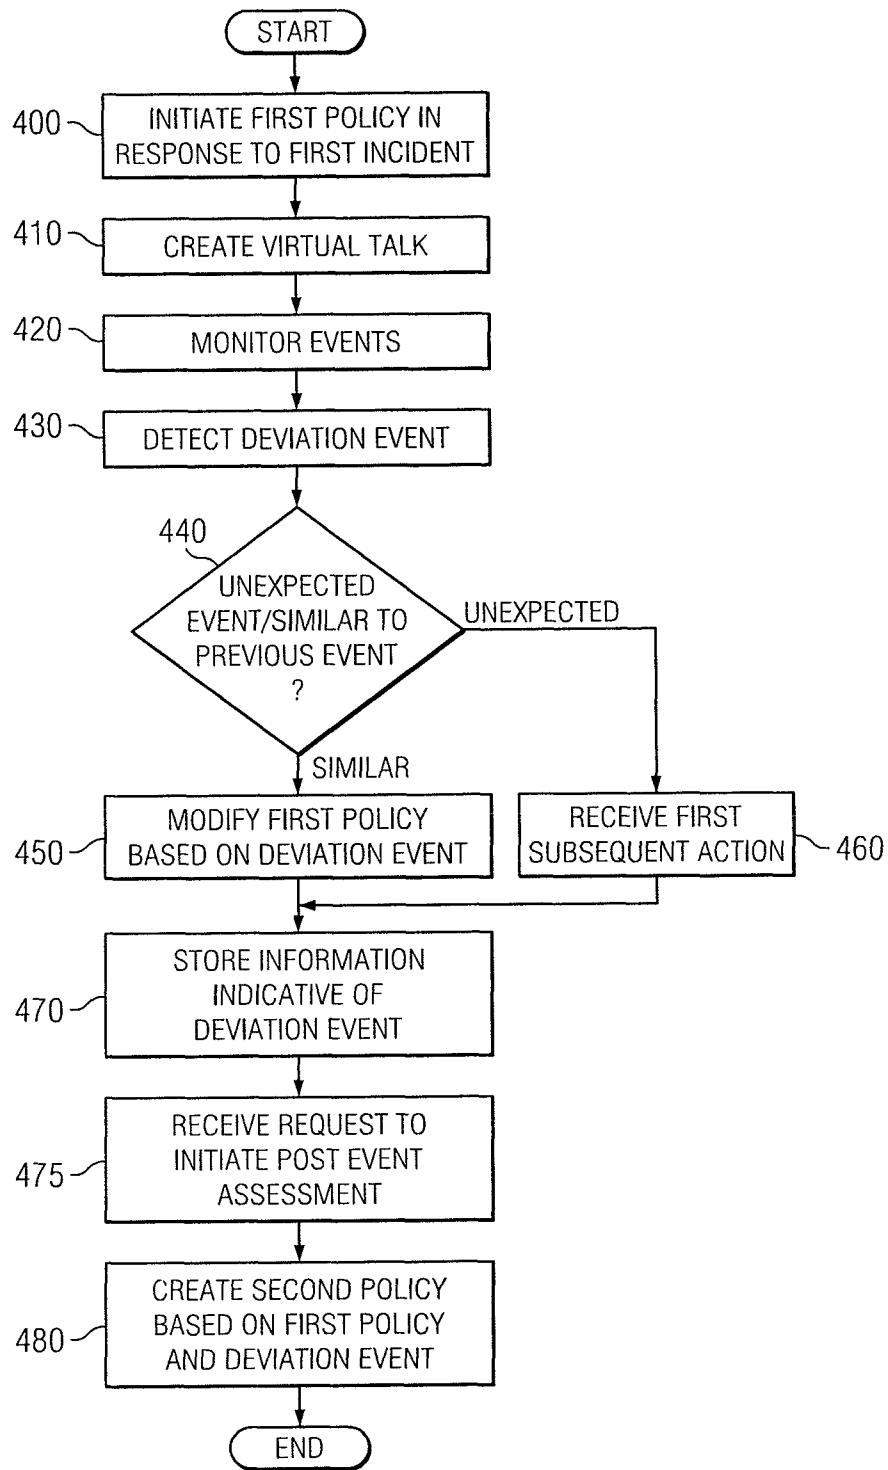 START
400
INITIATE FIRST POLICY IN
RESPONSE TO FIRST INCIDENT
410
CREATE VIRTUAL TALK
420
MONITOR EVENTS
430
DETECT DEVIATION EVENT
440
UNEXPECTED
EVENT/SIMILAR TO
PREVIOUS EVENT
?
UNEXPECTED
SIMILAR
450
MODIFY FIRST POLICY
BASED ON DEVIATION EVENT
RECEIVE FIRST
SUBSEQUENT ACTION
460
470
STORE INFORMATION
INDICATIVE OF
DEVIATION EVENT
475
RECEIVE REQUEST TO
INITIATE POST EVENT
ASSESSMENT
480
CREATE SECOND POLICY
BASED ON FIRST POLICY
AND DEVIATION EVENT
END